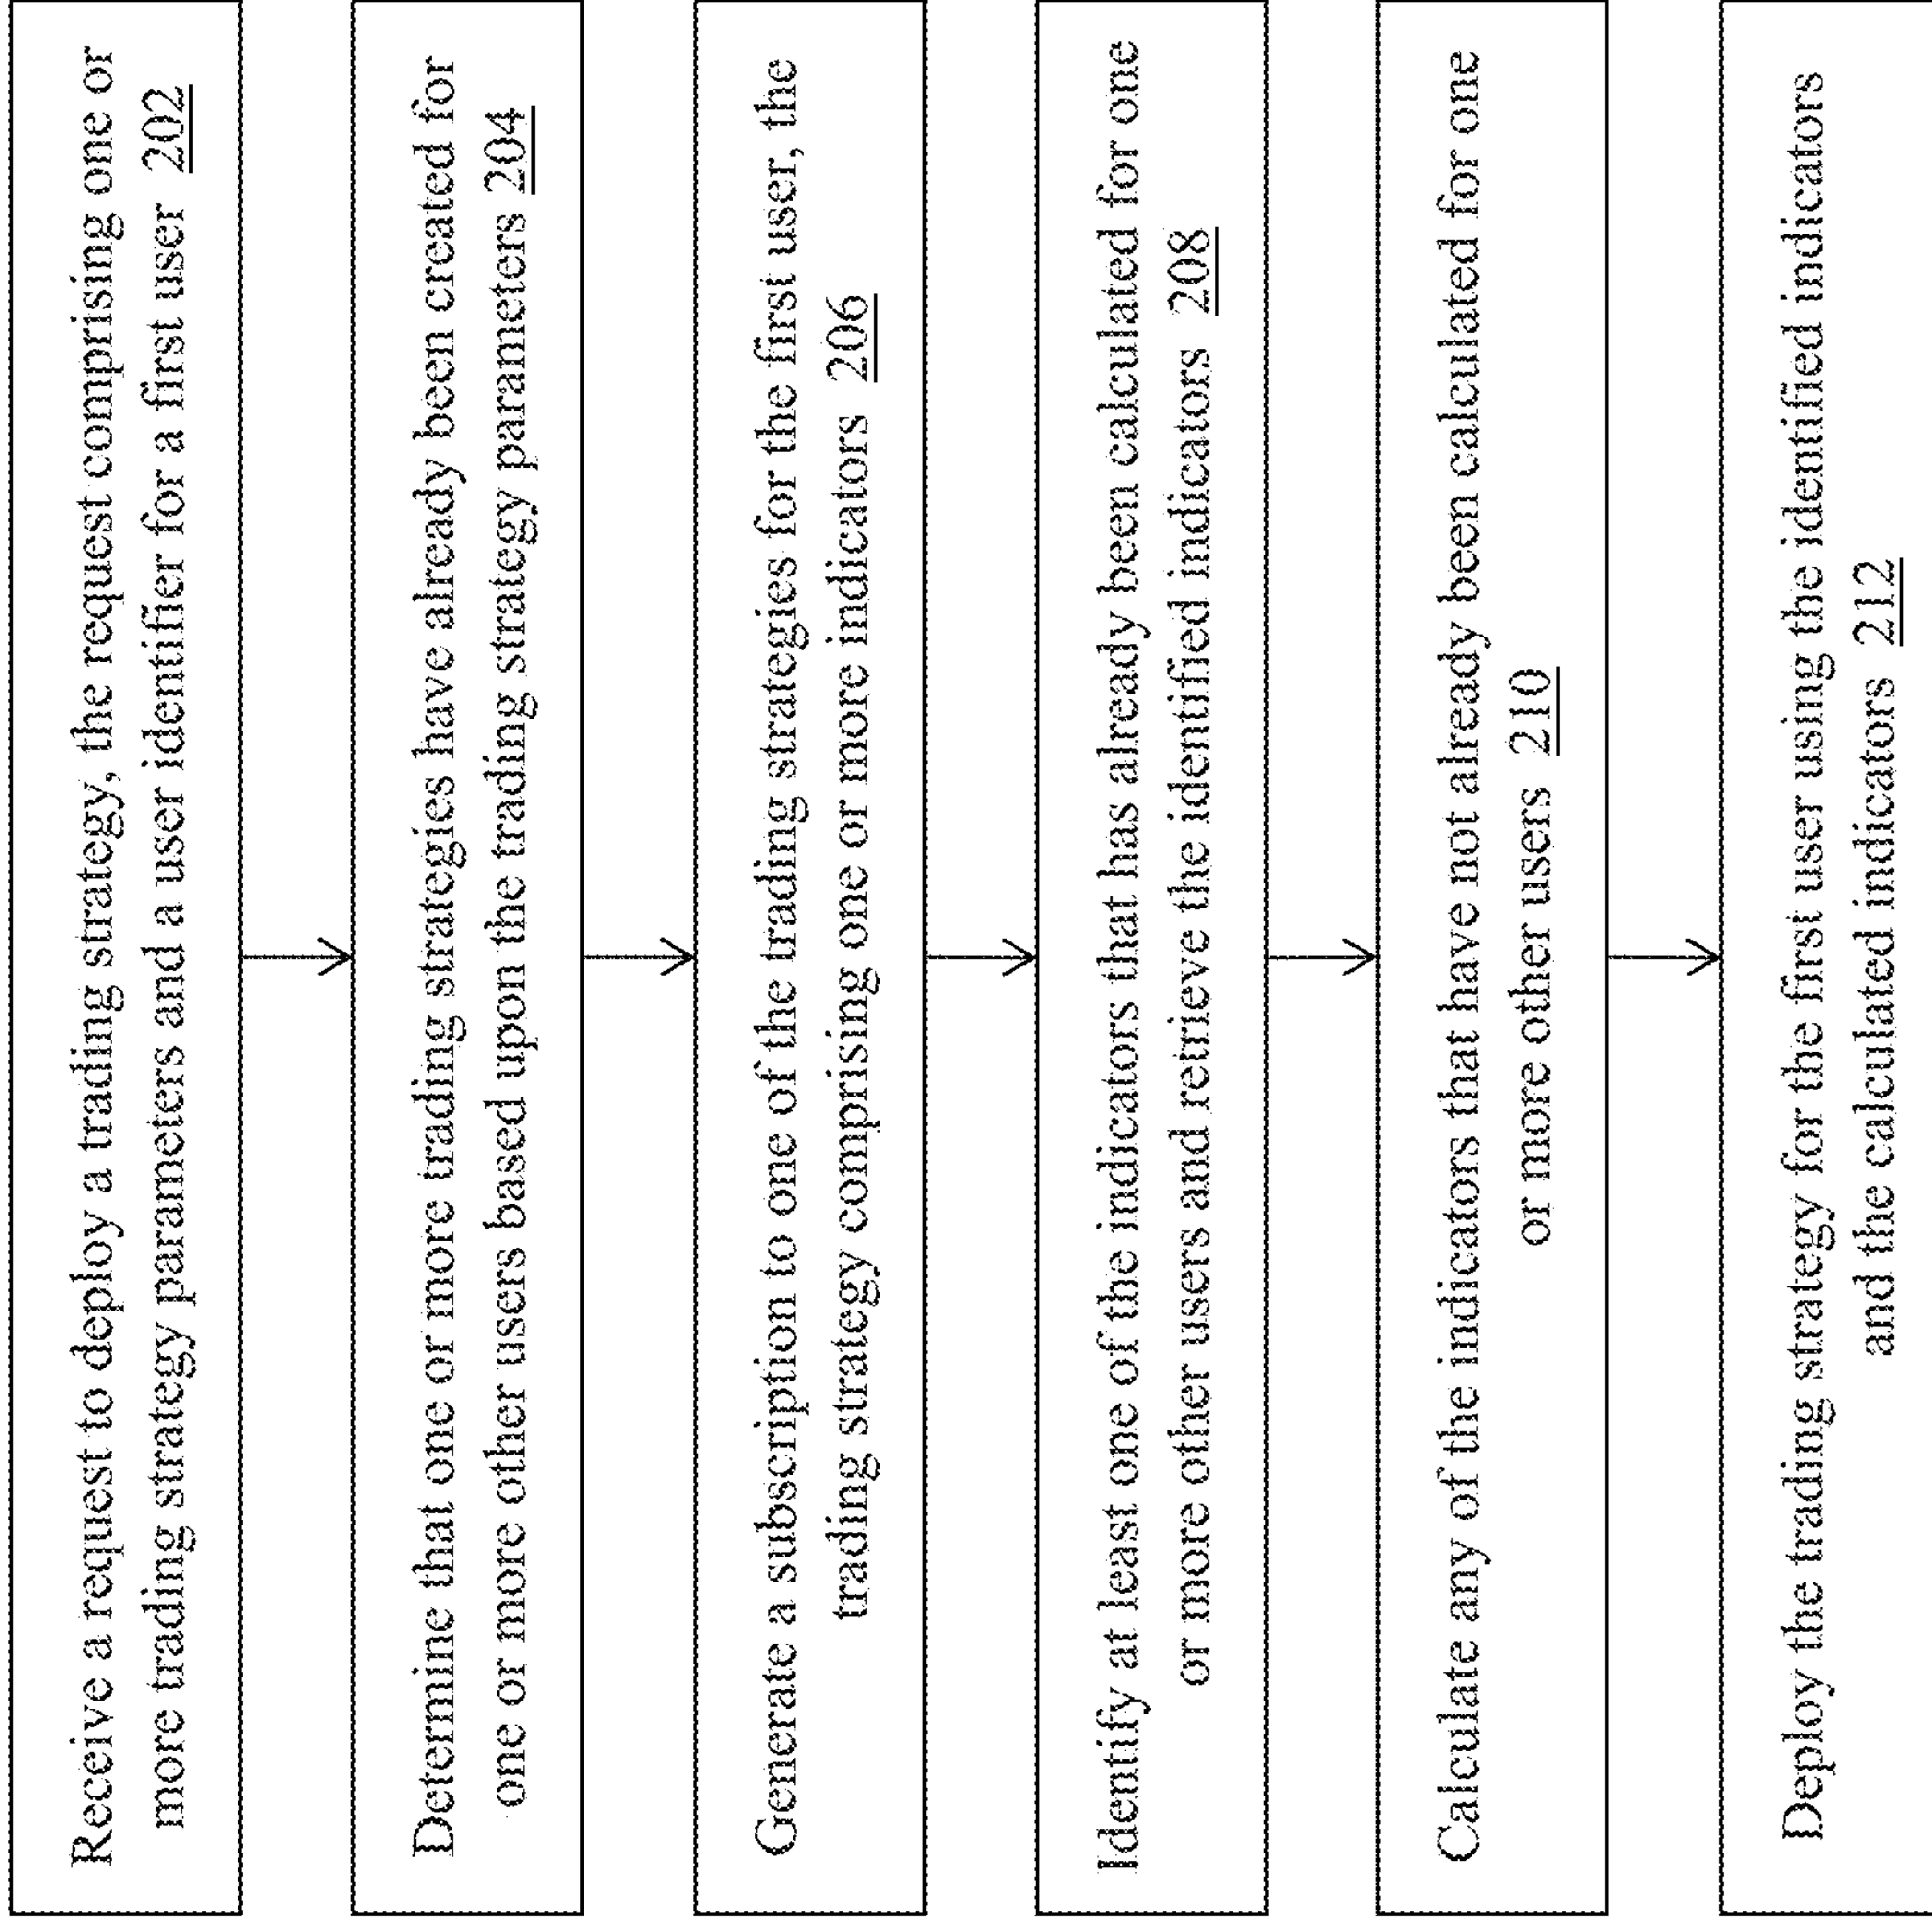 Receive a request to deploy a trading strategy, the request comprising one or
more trading strategy parameters and a user identifier for a first user 202
Determine that one or more trading strategies have already been created for
one or more other users based upon the trading strategy parameters 204
Generate a subscription to one of the trading strategies for the first user, the
trading strategy comprising one or more indicators 206
Identify at least one of the indicators that has already been calculated for one
or more other users and retrieve the identified indicators 208
Calculate any of the indicators that have not already been calculated for one
or more other users 210
Deploy the trading strategy for the first user using the identified indicators
and the calculated indicators 212